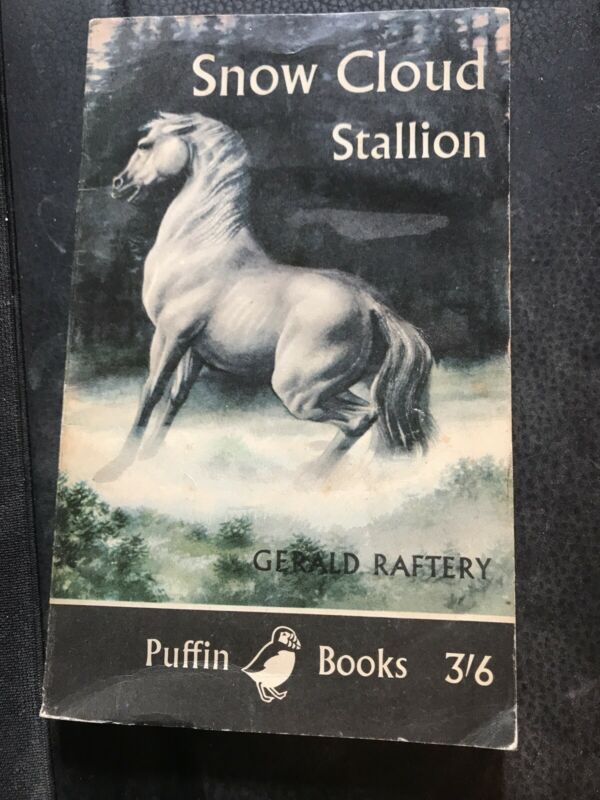 Snow Cloud
Stallion
GERALD RAFTERY
Puffin Books 3/6